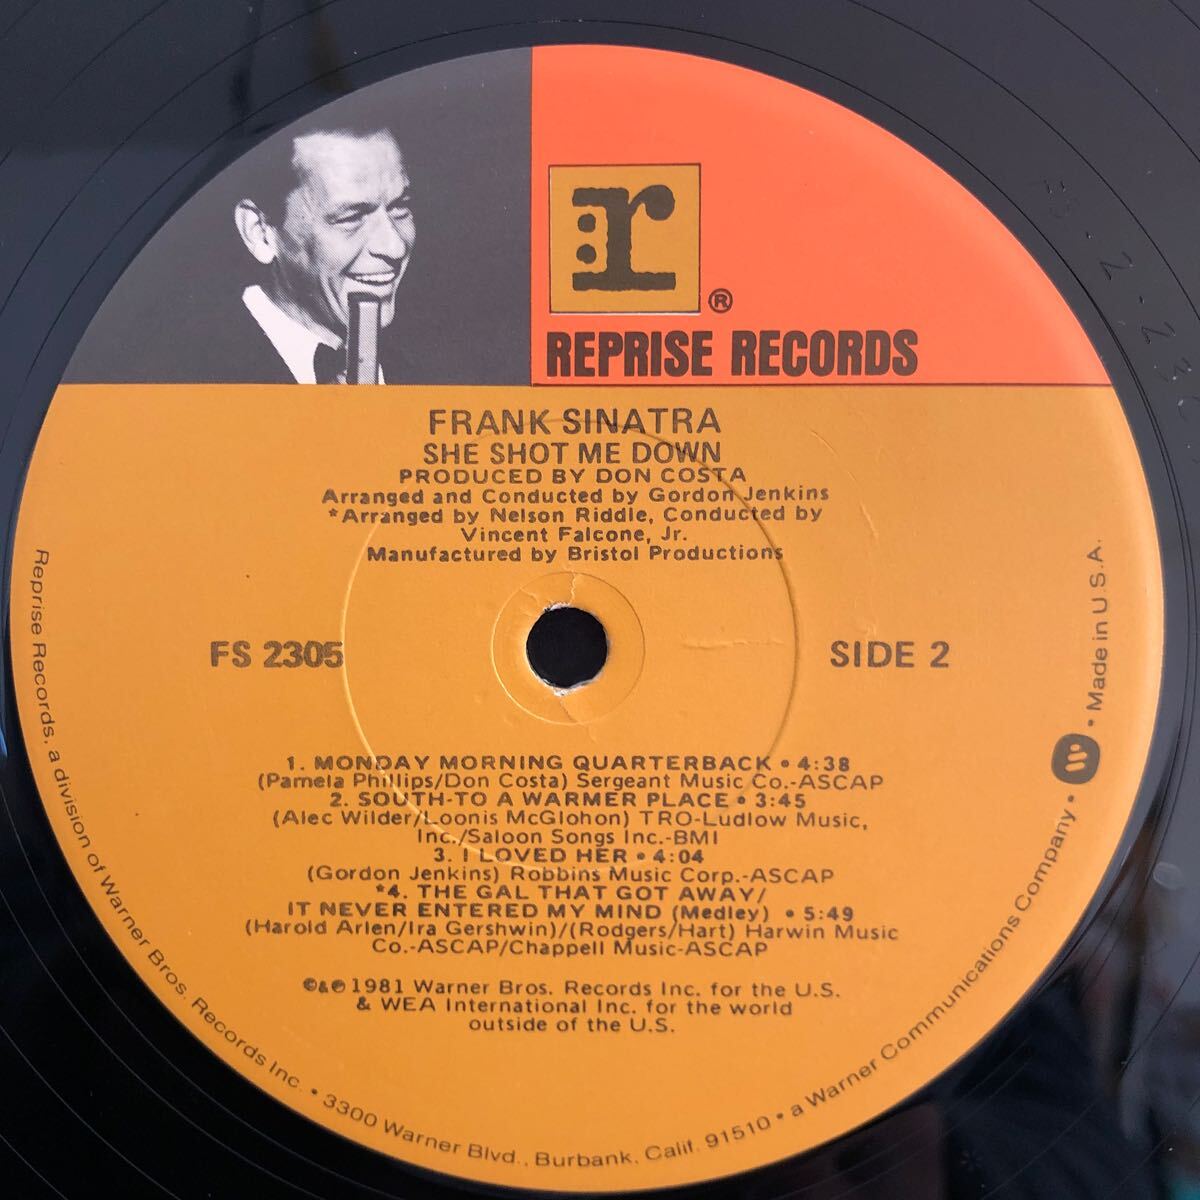 r
®
REPRISE RECORDS
FRANK SINATRA
SHE SHOT ME DOWN
PRODUCED BY DON COSTA
Arranged and Conducted by Gordon Jenkins
*Arranged by Nelson Riddle, Conducted by
Vincent Falcone, Jr.
Manufactured by Bristol Productions
FS 2305
SIDE 2
1. MONDAY MORNING QUARTERBACK • 4:38
(Pamela Phillips/Don Costa) Sergeant Music Co.-ASCAP
2. SOUTH-TO A WARMER PLACE • 3:45
(Alec Wilder/Loonis McGlohon) TRO-Ludlow Music,
Inc./Saloon Songs Inc.-BMI
3. I LOVED HER • 4:04
(Gordon Jenkins) Robbins Music Corp.-ASCAP
*4. THE GAL THAT GOT AWAY/
IT NEVER ENTERED MY MIND (Medley) • 5:49
(Harold Arlen/Ira Gershwin)/(Rodgers/Hart) Harwin Music
Co.-ASCAP/Chappell Music-ASCAP
©&℗ 1981 Warner Bros. Records Inc. for the U.S.
& WEA International Inc. for the world
outside of the U.S.
Reprise Records, a division of Warner Bros. Records Inc. • 3300 Warner Blvd., Burbank, Calif. 91510 • a Warner Communications Company • W • Made in U.S.A.